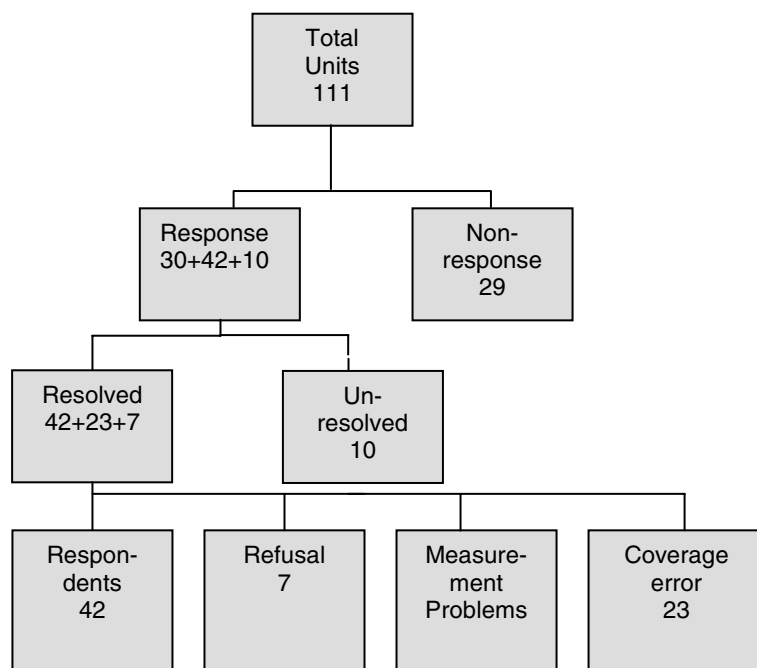 Total
Units
111
Response
30+42+10
Non-
response
29
Resolved
42+23+7
Un-
resolved
10
Respon-
dents
42
Refusal
7
Measure-
ment
Problems
Coverage
error
23